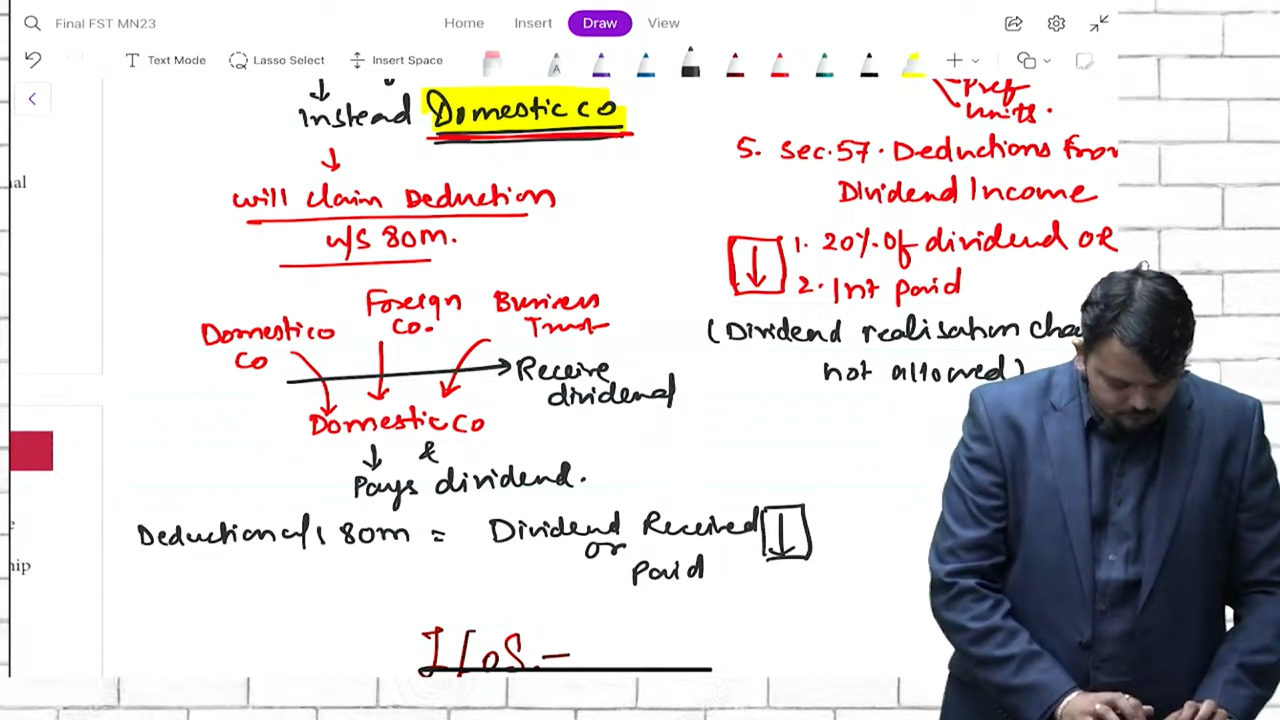 Final FST MN23
Home Insert Draw View
Text Mode Lasso Select Insert Space
Instead Domestic co
will claim Deduction
u/s 80M.
Domestico
co
Foreign
co.
Business
Trust
Receive
dividend
Domestic Co
&
Pays dividend.
Deduction u/s 80M = Dividend Received
or
Paid
I/OS.-
Pref
Units.
5. Sec.57. Deductions from
Dividend Income
1. 20% of dividend OR
2. Int paid
(Dividend realisation
not allowed)